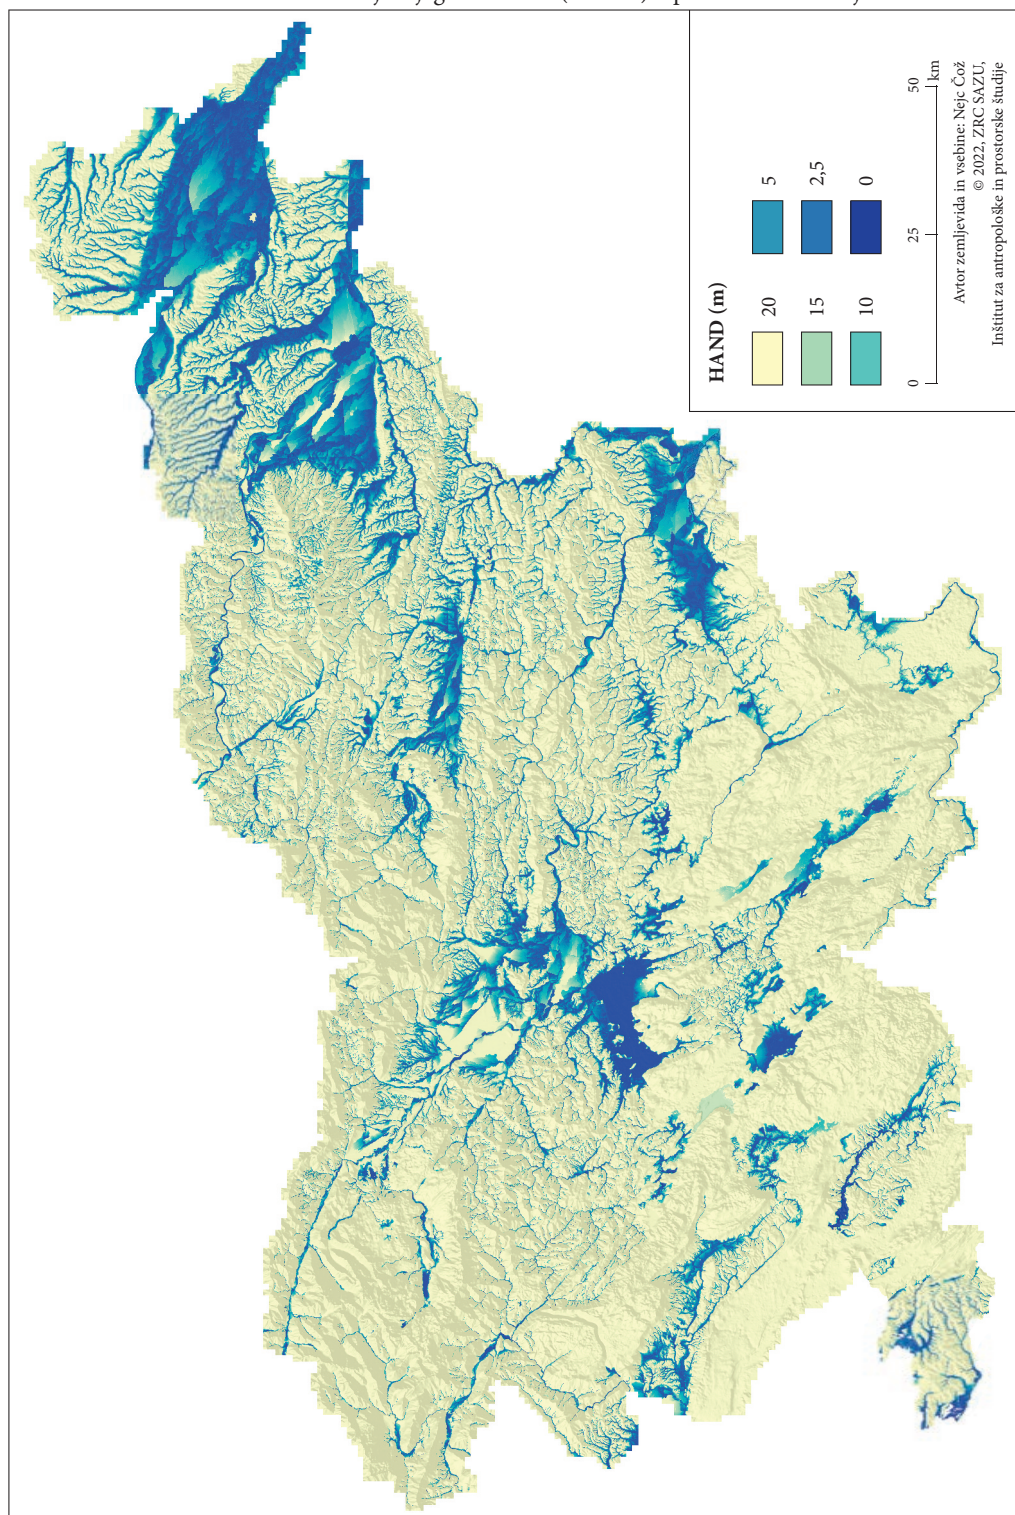 HAND (m)
20
15
10
5
2,5
0
0
25
50
km
Avtor zemljevida in vsebine: Nejc Čož
© 2022, ZRC SAZU,
Inštitut za antropološke in prostorske študije